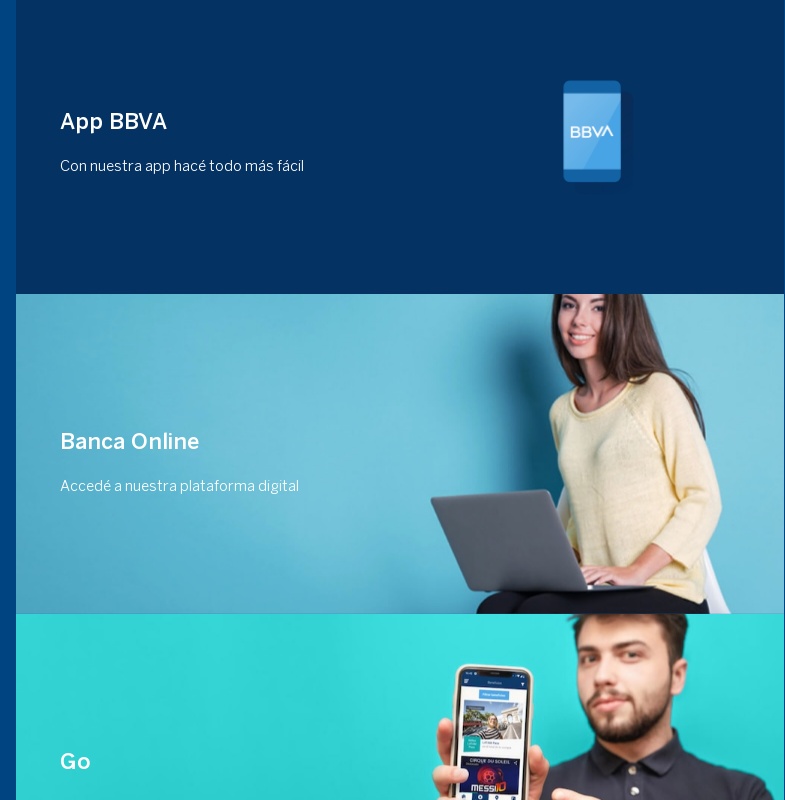 App BBVA
Con nuestra app hacé todo más fácil
BBVA
Banca Online
Accedé a nuestra plataforma digital
CIRQUE DU SOLEIL
MESSI10
Go